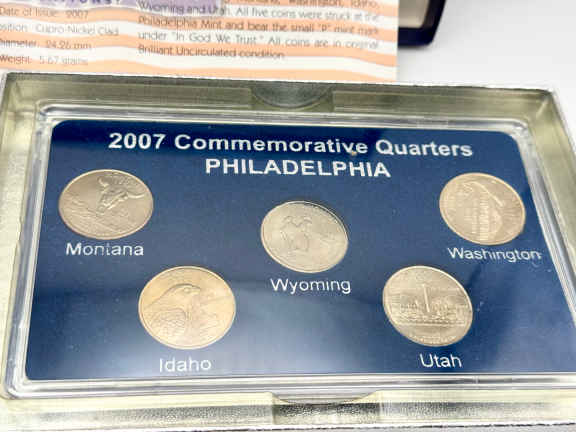 Date of Issue: 2007
Cupro-Nickel Clad
24.26 mm
Weight: 5.67 grams
Washington, Idaho,
Wyoming and Utah. All five coins were struck at the
Philadelphia Mint and bear the small "P" mint mark
under "In God We Trust." All coins are in original
Brilliant Uncirculated condition.
2007 Commemorative Quarters
PHILADELPHIA
Montana
Wyoming
Washington
Idaho
Utah